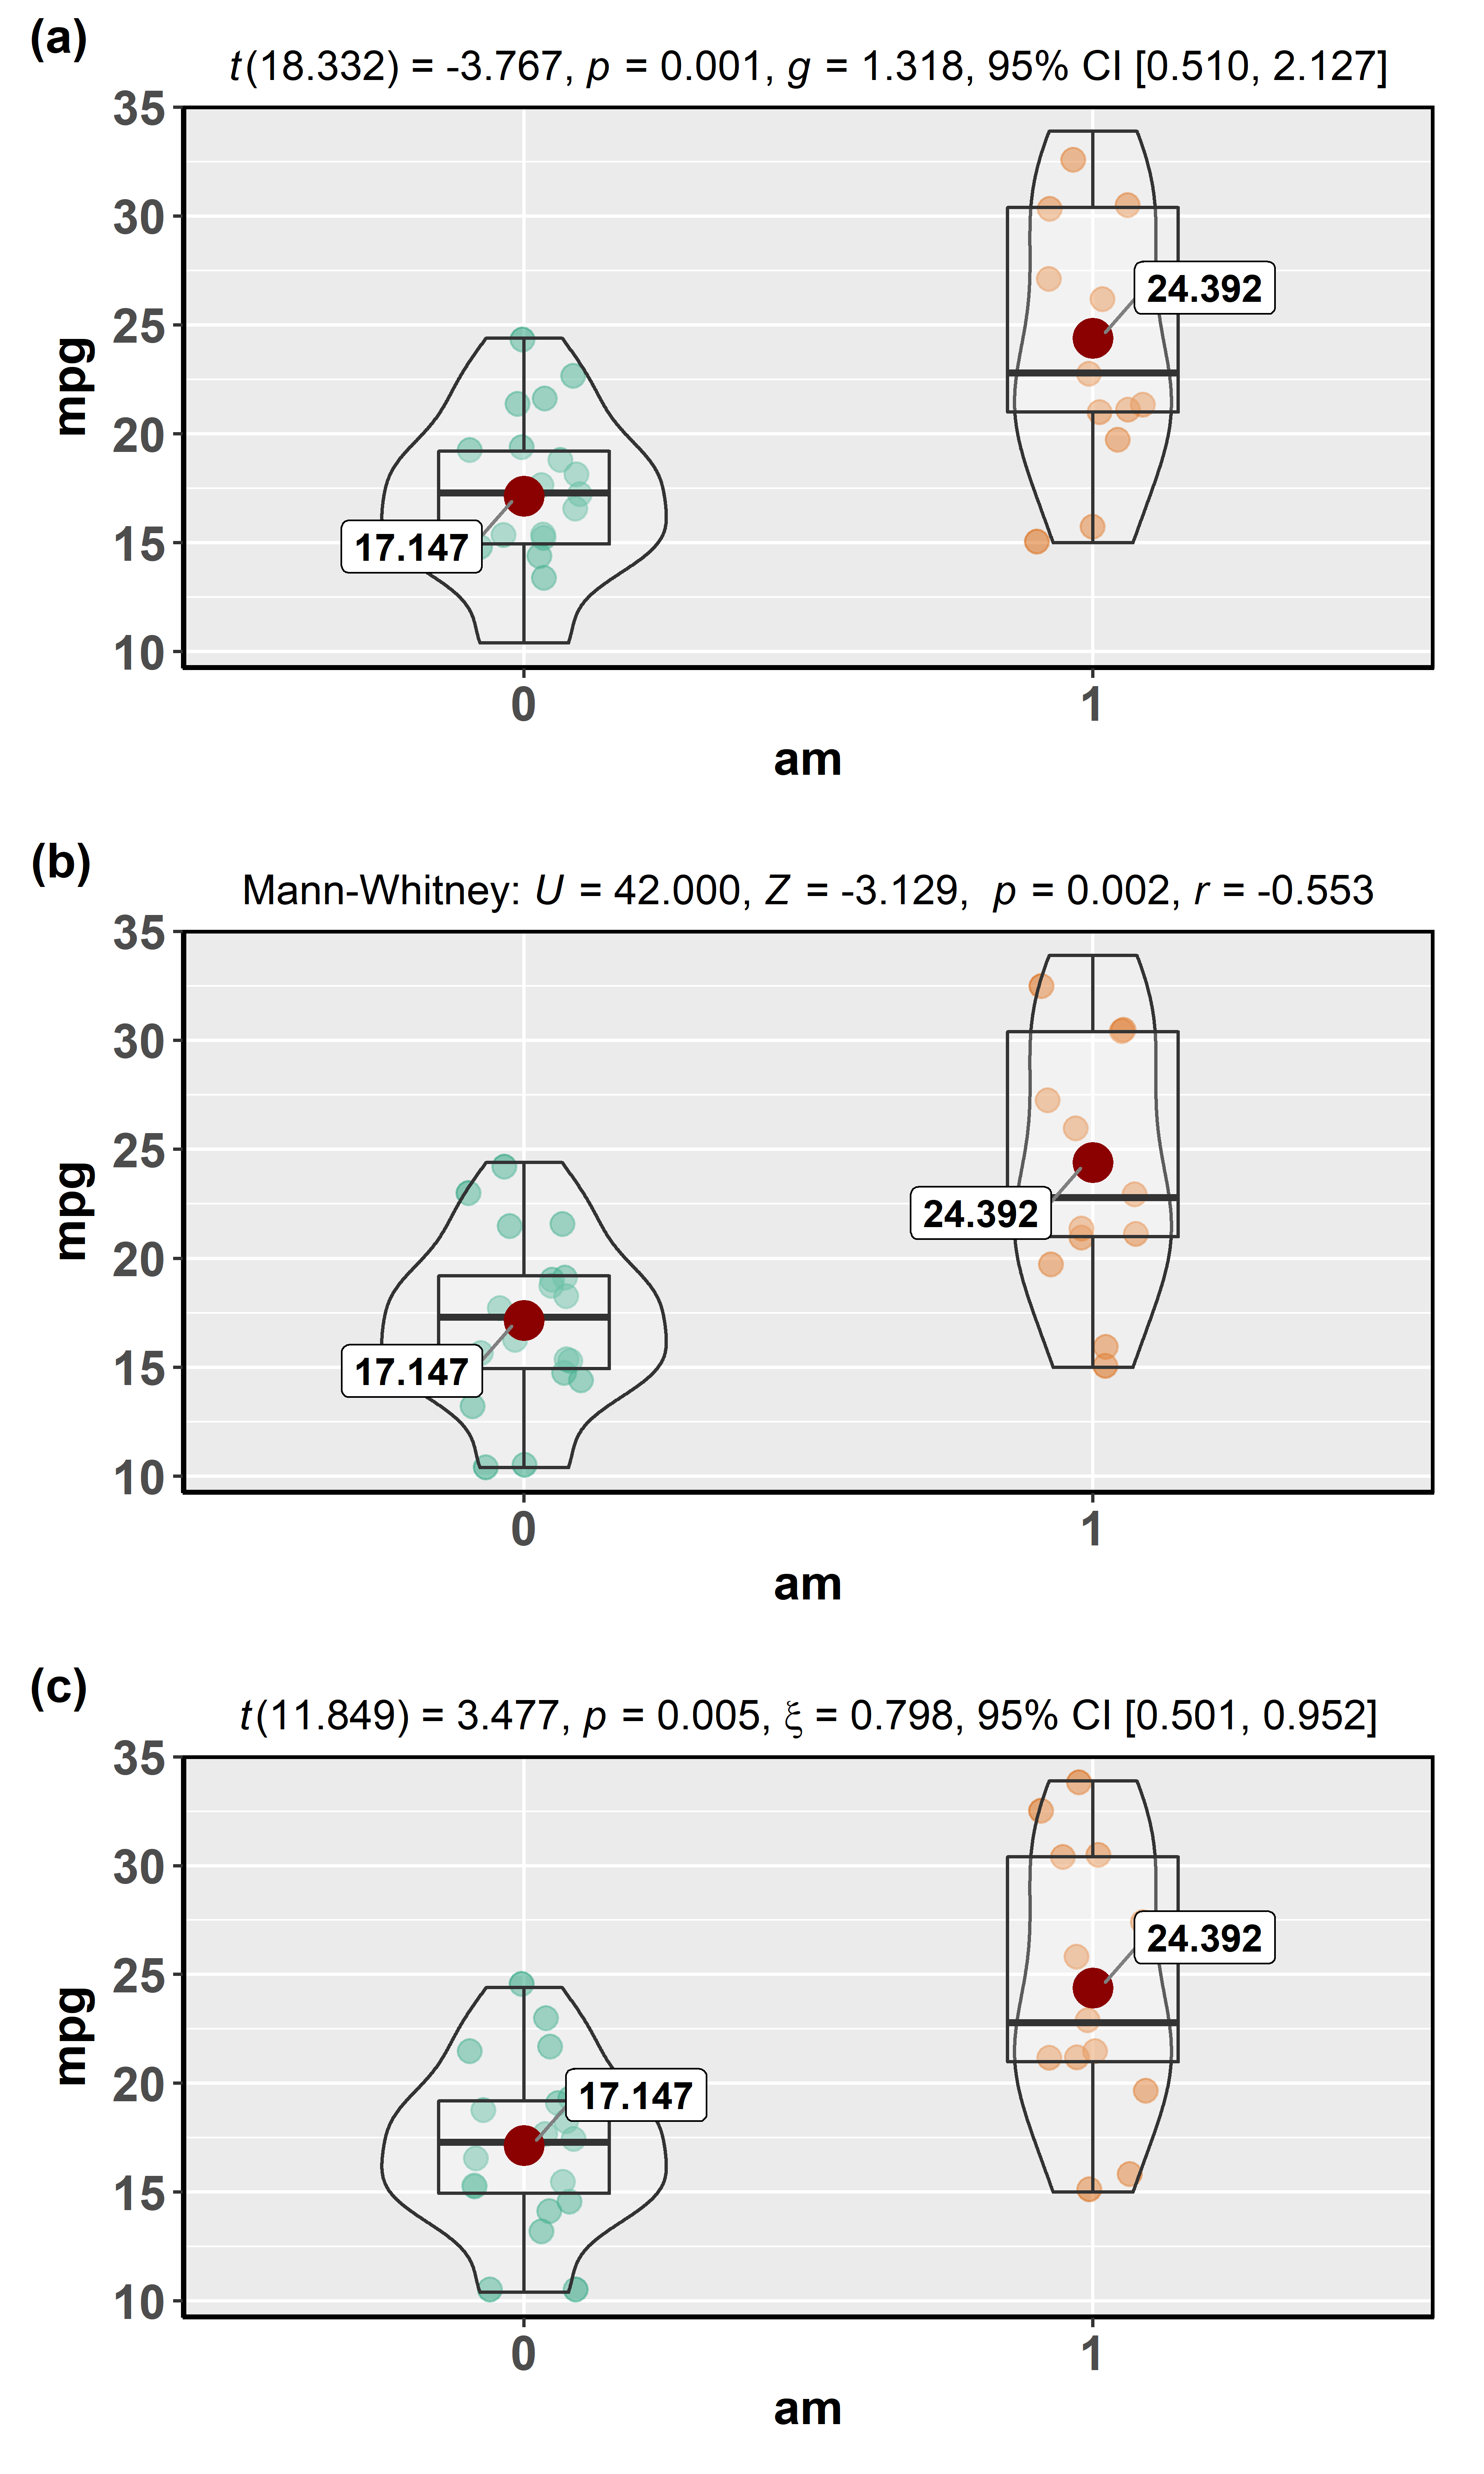 (a)
t(18.332) = -3.767, p = 0.001, g = 1.318, 95% CI [0.510, 2.127]
35
30
25
20
15
10
mpg
24.392
17.147
0 1
am
(b)
Mann-Whitney: U = 42.000, Z = -3.129, p = 0.002, r = -0.553
35
30
25
20
15
10
mpg
24.392
17.147
0 1
am
(c)
t(11.849) = 3.477, p = 0.005, ξ = 0.798, 95% CI [0.501, 0.952]
35
30
25
20
15
10
mpg
24.392
17.147
0 1
am